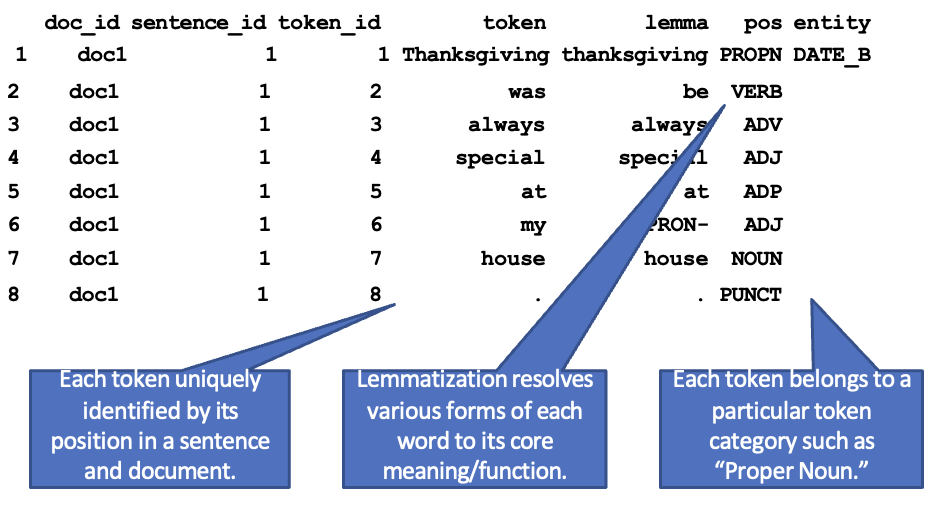 doc_id sentence_id token_id token lemma pos entity
1 doc1 1 1 Thanksgiving thanksgiving PROPN DATE_B
2 doc1 1 2 was be VERB
3 doc1 1 3 always always ADV
4 doc1 1 4 special special ADJ
5 doc1 1 5 at at ADP
6 doc1 1 6 my PRON- ADJ
7 doc1 1 7 house house NOUN
8 doc1 1 8 . . PUNCT
Each token uniquely
identified by its
position in a sentence
and document.
Lemmatization resolves
various forms of each
word to its core
meaning/function.
Each token belongs to a
particular token
category such as
“Proper Noun.”